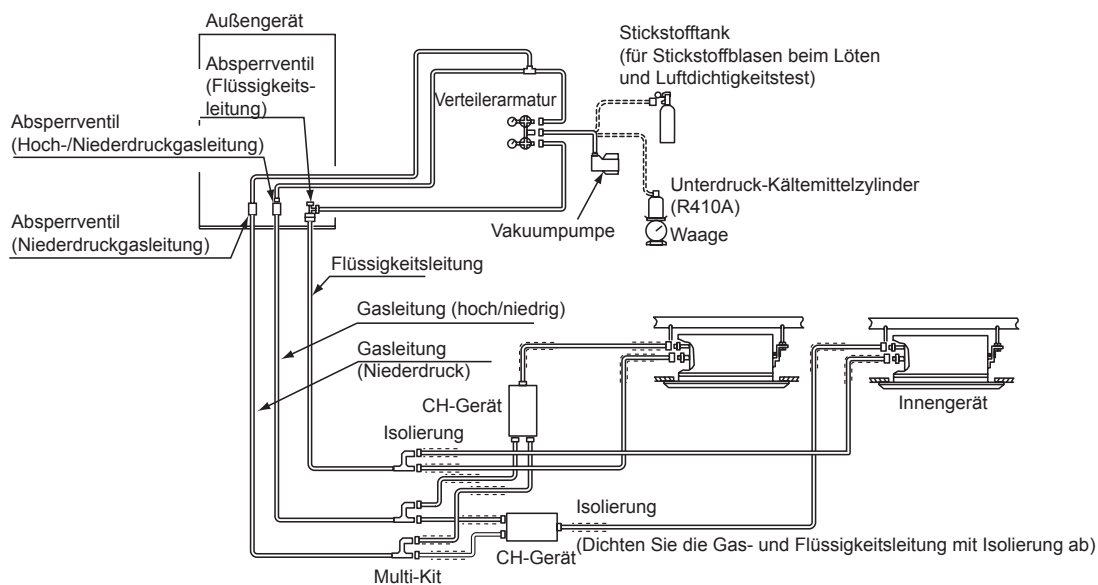 Außengerät
Absperrventil
(Flüssigkeits-
leitung)
Absperrventil
(Hoch-/Niederdruckgasleitung)
Absperrventil
(Niederdruckgasleitung)
Verteilerarmatur
Stickstofftank
(für Stickstoffblasen beim Löten
und Luftdichtigkeitstest)
Vakuumpumpe
Unterdruck-Kältemittelzylinder
(R410A)
Waage
Flüssigkeitsleitung
Gasleitung (hoch/niedrig)
Gasleitung
(Niederdruck)
CH-Gerät
Isolierung
Innengerät
Isolierung
(Dichten Sie die Gas- und Flüssigkeitsleitung mit Isolierung ab)
CH-Gerät
Multi-Kit